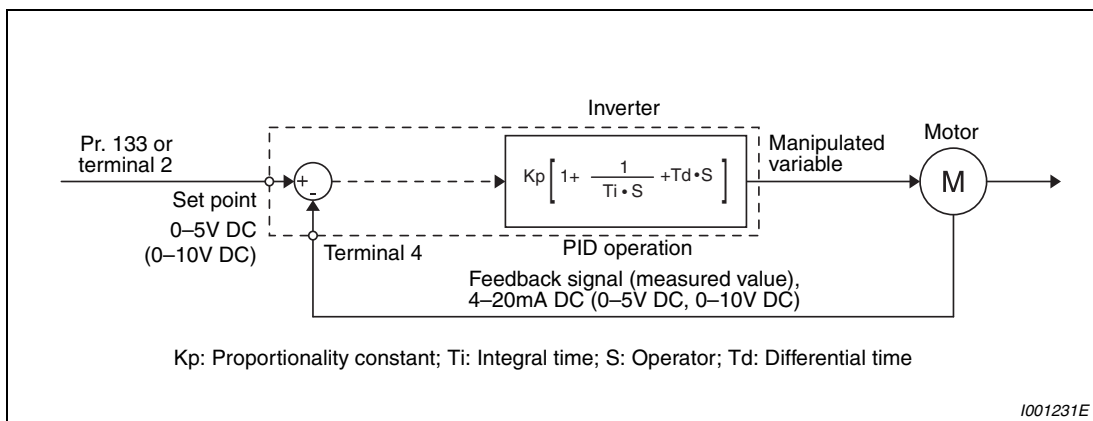 Inverter
Pr. 133 or
terminal 2
Manipulated
variable
Motor
+
-
Kp [ 1+ 1 / Ti • S +Td • S ]
M
Set point
0–5V DC
(0–10V DC)
Terminal 4
PID operation
Feedback signal (measured value),
4–20mA DC (0–5V DC, 0–10V DC)
Kp: Proportionality constant; Ti: Integral time; S: Operator; Td: Differential time
I001231E